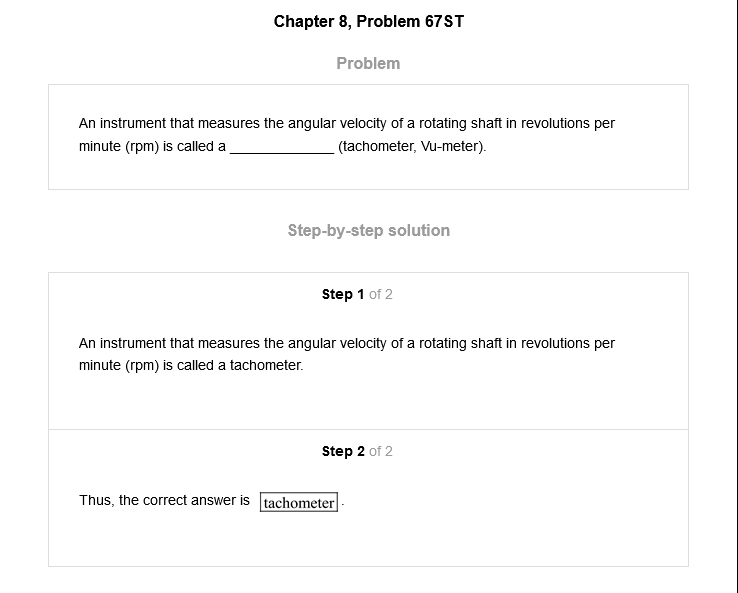 Chapter 8, Problem 67ST
Problem
An instrument that measures the angular velocity of a rotating shaft in revolutions per
minute (rpm) is called a _____________ (tachometer, Vu-meter).
Step-by-step solution
Step 1 of 2
An instrument that measures the angular velocity of a rotating shaft in revolutions per
minute (rpm) is called a tachometer.
Step 2 of 2
Thus, the correct answer is tachometer.